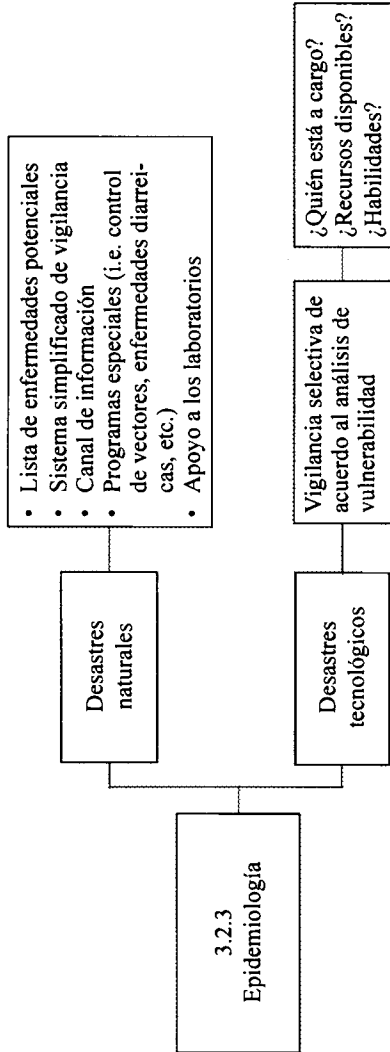 3.2.3
Epidemiología
Desastres
naturales
• Lista de enfermedades potenciales
• Sistema simplificado de vigilancia
• Canal de información
• Programas especiales (i.e. control
de vectores, enfermedades diarrei-
cas, etc.)
• Apoyo a los laboratorios
Desastres
tecnológicos
Vigilancia selectiva de
acuerdo al análisis de
vulnerabilidad
¿Quién está a cargo?
¿Recursos disponibles?
¿Habilidades?